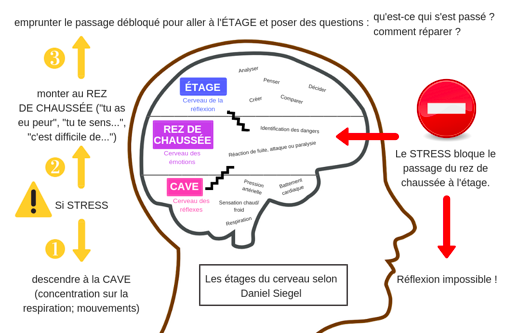 emprunter le passage débloqué pour aller à l'ÉTAGE et poser des questions :
qu'est-ce qui s'est passé ?
comment réparer ?
3
monter au REZ
DE CHAUSSÉE ("tu as
eu peur", "tu te sens...",
"c'est difficile de...")
2
Si STRESS
1
descendre à la CAVE
(concentration sur la
respiration; mouvements)
ÉTAGE
Cerveau de la
réflexion
Analyser
Penser
Décider
Créer
Comparer
REZ DE
CHAUSSÉE
Cerveau des
émotions
Identification des dangers
Réaction de fuite, attaque ou paralysie
CAVE
Cerveau des
réflexes
Pression
artérielle
Battement
cardiaque
Sensation chaud/
froid
Respiration
Le STRESS bloque le
passage du rez de
chaussée à l'étage.
Réflexion impossible !
Les étages du cerveau selon
Daniel Siegel